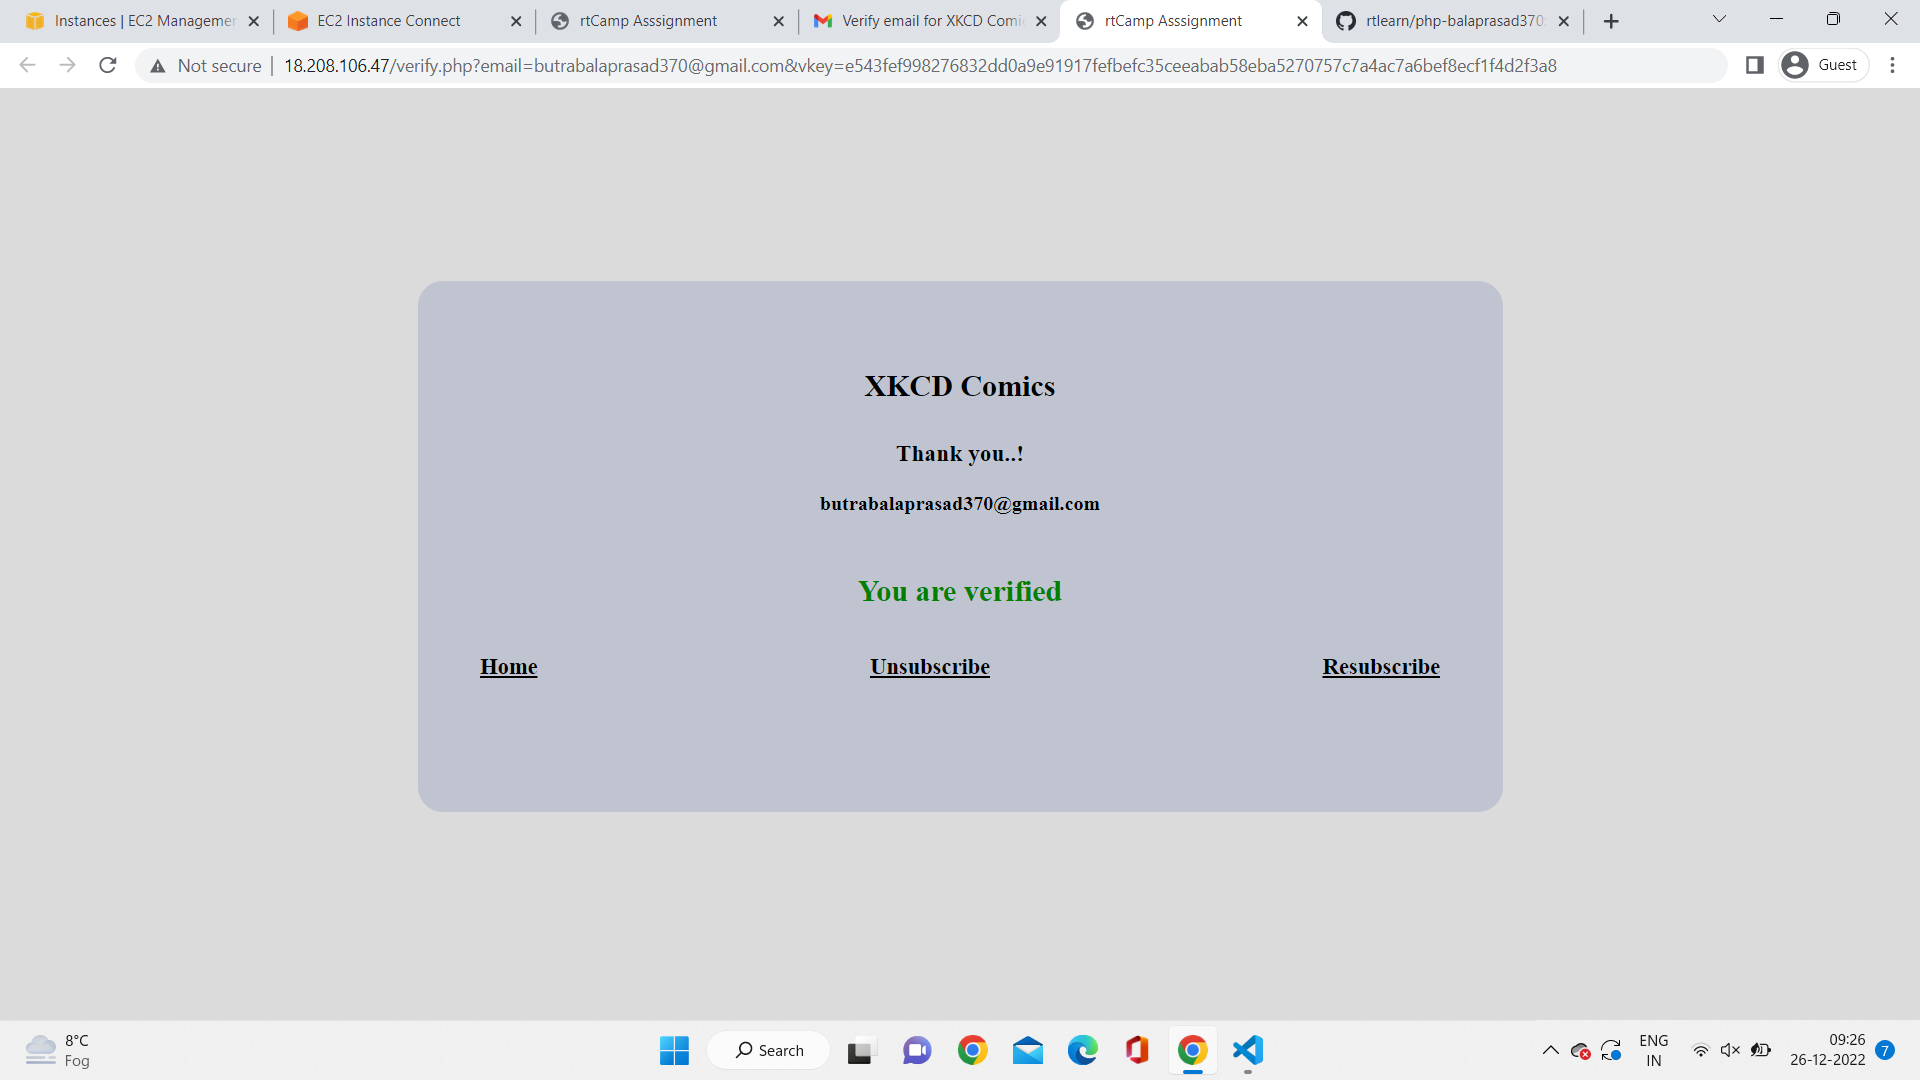 Instances | EC2 Managemen
EC2 Instance Connect
rtCamp Asssignment
Verify email for XKCD Comic
rtCamp Asssignment
rtlearn/php-balaprasad370:
Not secure
18.208.106.47/verify.php?email=butrabalaprasad370@gmail.com&vkey=e543fef998276832dd0a9e91917fefbefc35ceeabab58eba5270757c7a4ac7a6bef8ecf1f4d2f3a8
Guest
XKCD Comics
Thank you..!
butrabalaprasad370@gmail.com
You are verified
Home
Unsubscribe
Resubscribe
8°C
Fog
Search
ENG
IN
09:26
26-12-2022
7